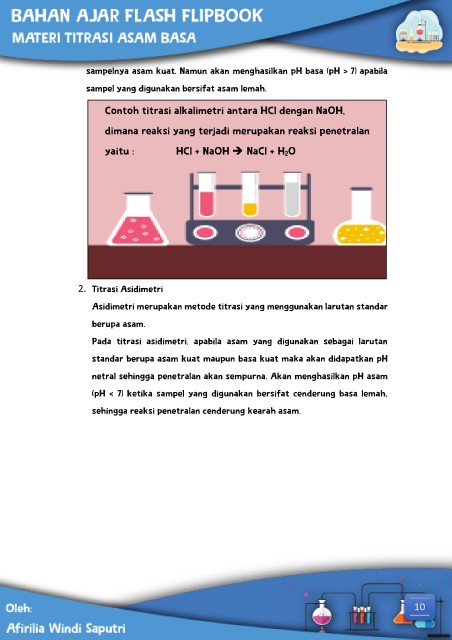 BAHAN AJAR FLASH FLIPBOOK
MATERI TITRASI ASAM BASA
sampelnya asam kuat. Namun akan menghasilkan pH basa (pH > 7) apabila
sampel yang digunakan bersifat asam lemah.
Contoh titrasi alkalimetri antara HCl dengan NaOH,
dimana reaksi yang terjadi merupakan reaksi penetralan
yaitu : HCl + NaOH → NaCl + H₂O
2. Titrasi Asidimetri
Asidimetri merupakan metode titrasi yang menggunakan larutan standar
berupa asam.
Pada titrasi asidimetri, apabila asam yang digunakan sebagai larutan
standar berupa asam kuat maupun basa kuat maka akan didapatkan pH
netral sehingga penetralan akan sempurna. Akan menghasilkan pH asam
(pH < 7) ketika sampel yang digunakan bersifat cenderung basa lemah,
sehingga reaksi penetralan cenderung kearah asam.
10
Oleh:
Afirilia Windi Saputri